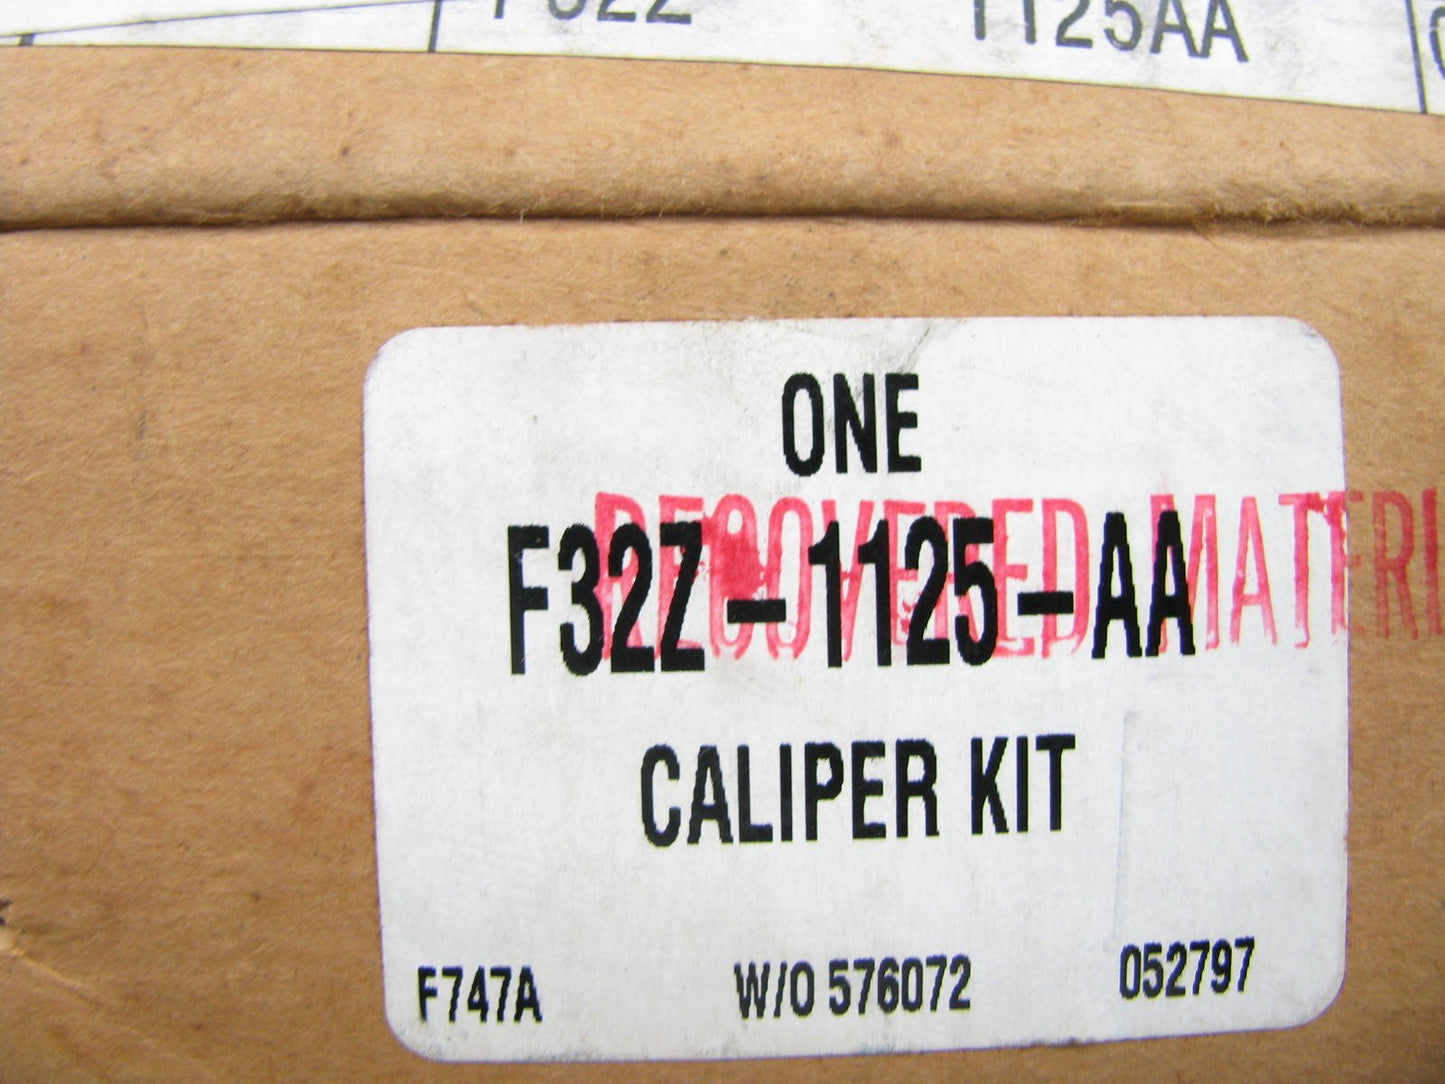 F32Z 1125AA
ONE
F32Z-1125-AA
RECOVERED MATERI
CALIPER KIT
F747A W/O 576072 052797